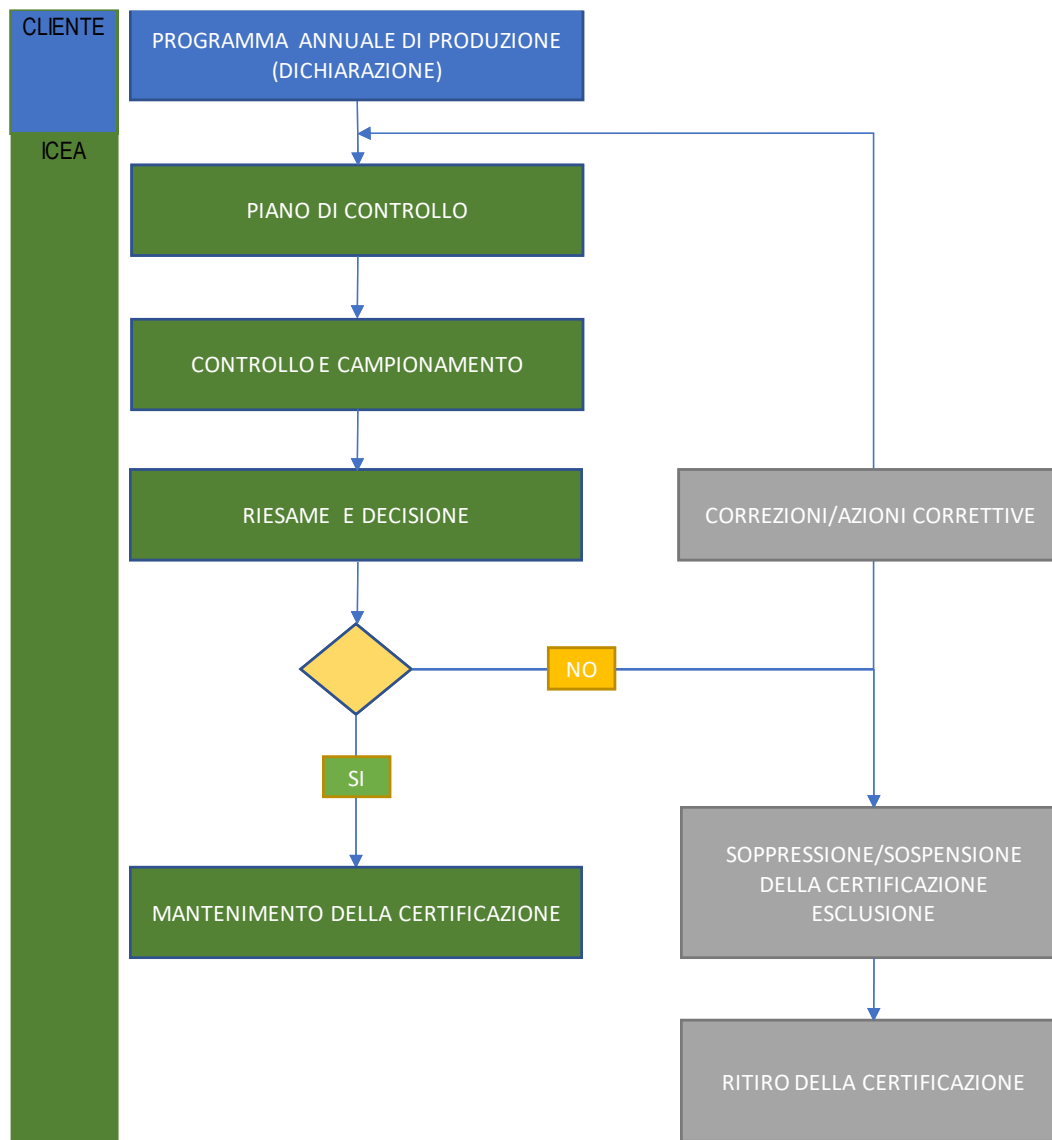 CLIENTE
PROGRAMMA ANNUALE DI PRODUZIONE
(DICHIARAZIONE)
ICEA
PIANO DI CONTROLLO
CONTROLLO E CAMPIONAMENTO
RIESAME E DECISIONE
CORREZIONI/AZIONI CORRETTIVE
NO
SI
SOPPRESSIONE/SOSPENSIONE
DELLA CERTIFICAZIONE
ESCLUSIONE
MANTENIMENTO DELLA CERTIFICAZIONE
RITIRO DELLA CERTIFICAZIONE